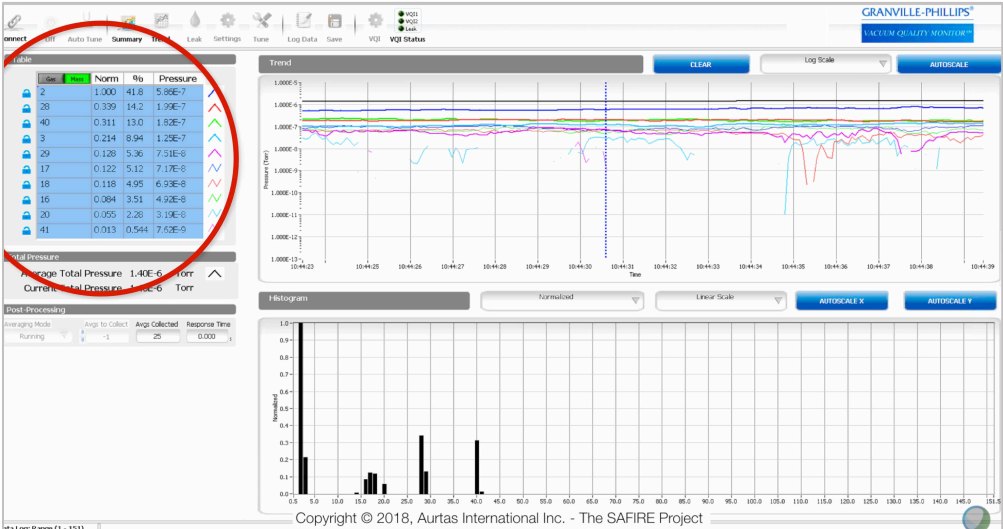 VQI1
VQI2
Leak
GRANVILLE-PHILLIPS®
VACUUM QUALITY MONITOR™
onnect Off Auto Tune Summary Trend Leak Settings Tune Log Data Save VQI VQI Status
Table
Gas Mass Norm % Pressure
2 1.000 41.8 5.86E-7
28 0.339 14.2 1.99E-7
40 0.311 13.0 1.82E-7
3 0.214 8.94 1.25E-7
29 0.128 5.36 7.51E-8
17 0.122 5.12 7.17E-8
18 0.118 4.95 6.93E-8
16 0.084 3.51 4.92E-8
20 0.055 2.28 3.19E-8
41 0.013 0.544 7.62E-9
Total Pressure
Average Total Pressure 1.40E-6 Torr
Current Total Pressure E-6 Torr
Post-Processing
Averaging Mode Avgs to Collect Avgs Collected Response Time
Running -1 25 0.000
Trend CLEAR Log Scale AUTOSCALE
1.000E-5
1.000E-6
1.000E-7
1.000E-8
1.000E-9
1.000E-10
1.000E-11
1.000E-12
1.000E-13
Pressure (Torr)
10:44:23 10:44:25 10:44:26 10:44:27 10:44:28 10:44:29 10:44:30 10:44:31 10:44:32 10:44:33 10:44:34 10:44:35 10:44:36 10:44:37 10:44:38 10:44:39
Time
Histogram Normalized Linear Scale AUTOSCALE X AUTOSCALE Y
1.0
0.9
0.8
0.7
0.6
0.5
0.4
0.3
0.2
0.1
0.0
Normalized
0.5 5.0 10.0 15.0 20.0 25.0 30.0 35.0 40.0 45.0 50.0 55.0 60.0 65.0 70.0 75.0 80.0 85.0 90.0 95.0 100.0 105.0 110.0 115.0 120.0 125.0 130.0 135.0 140.0 145.0 151.5
Copyright © 2018, Aurtas International Inc. - The SAFIRE Project
ata Log: Range (1 - 151)